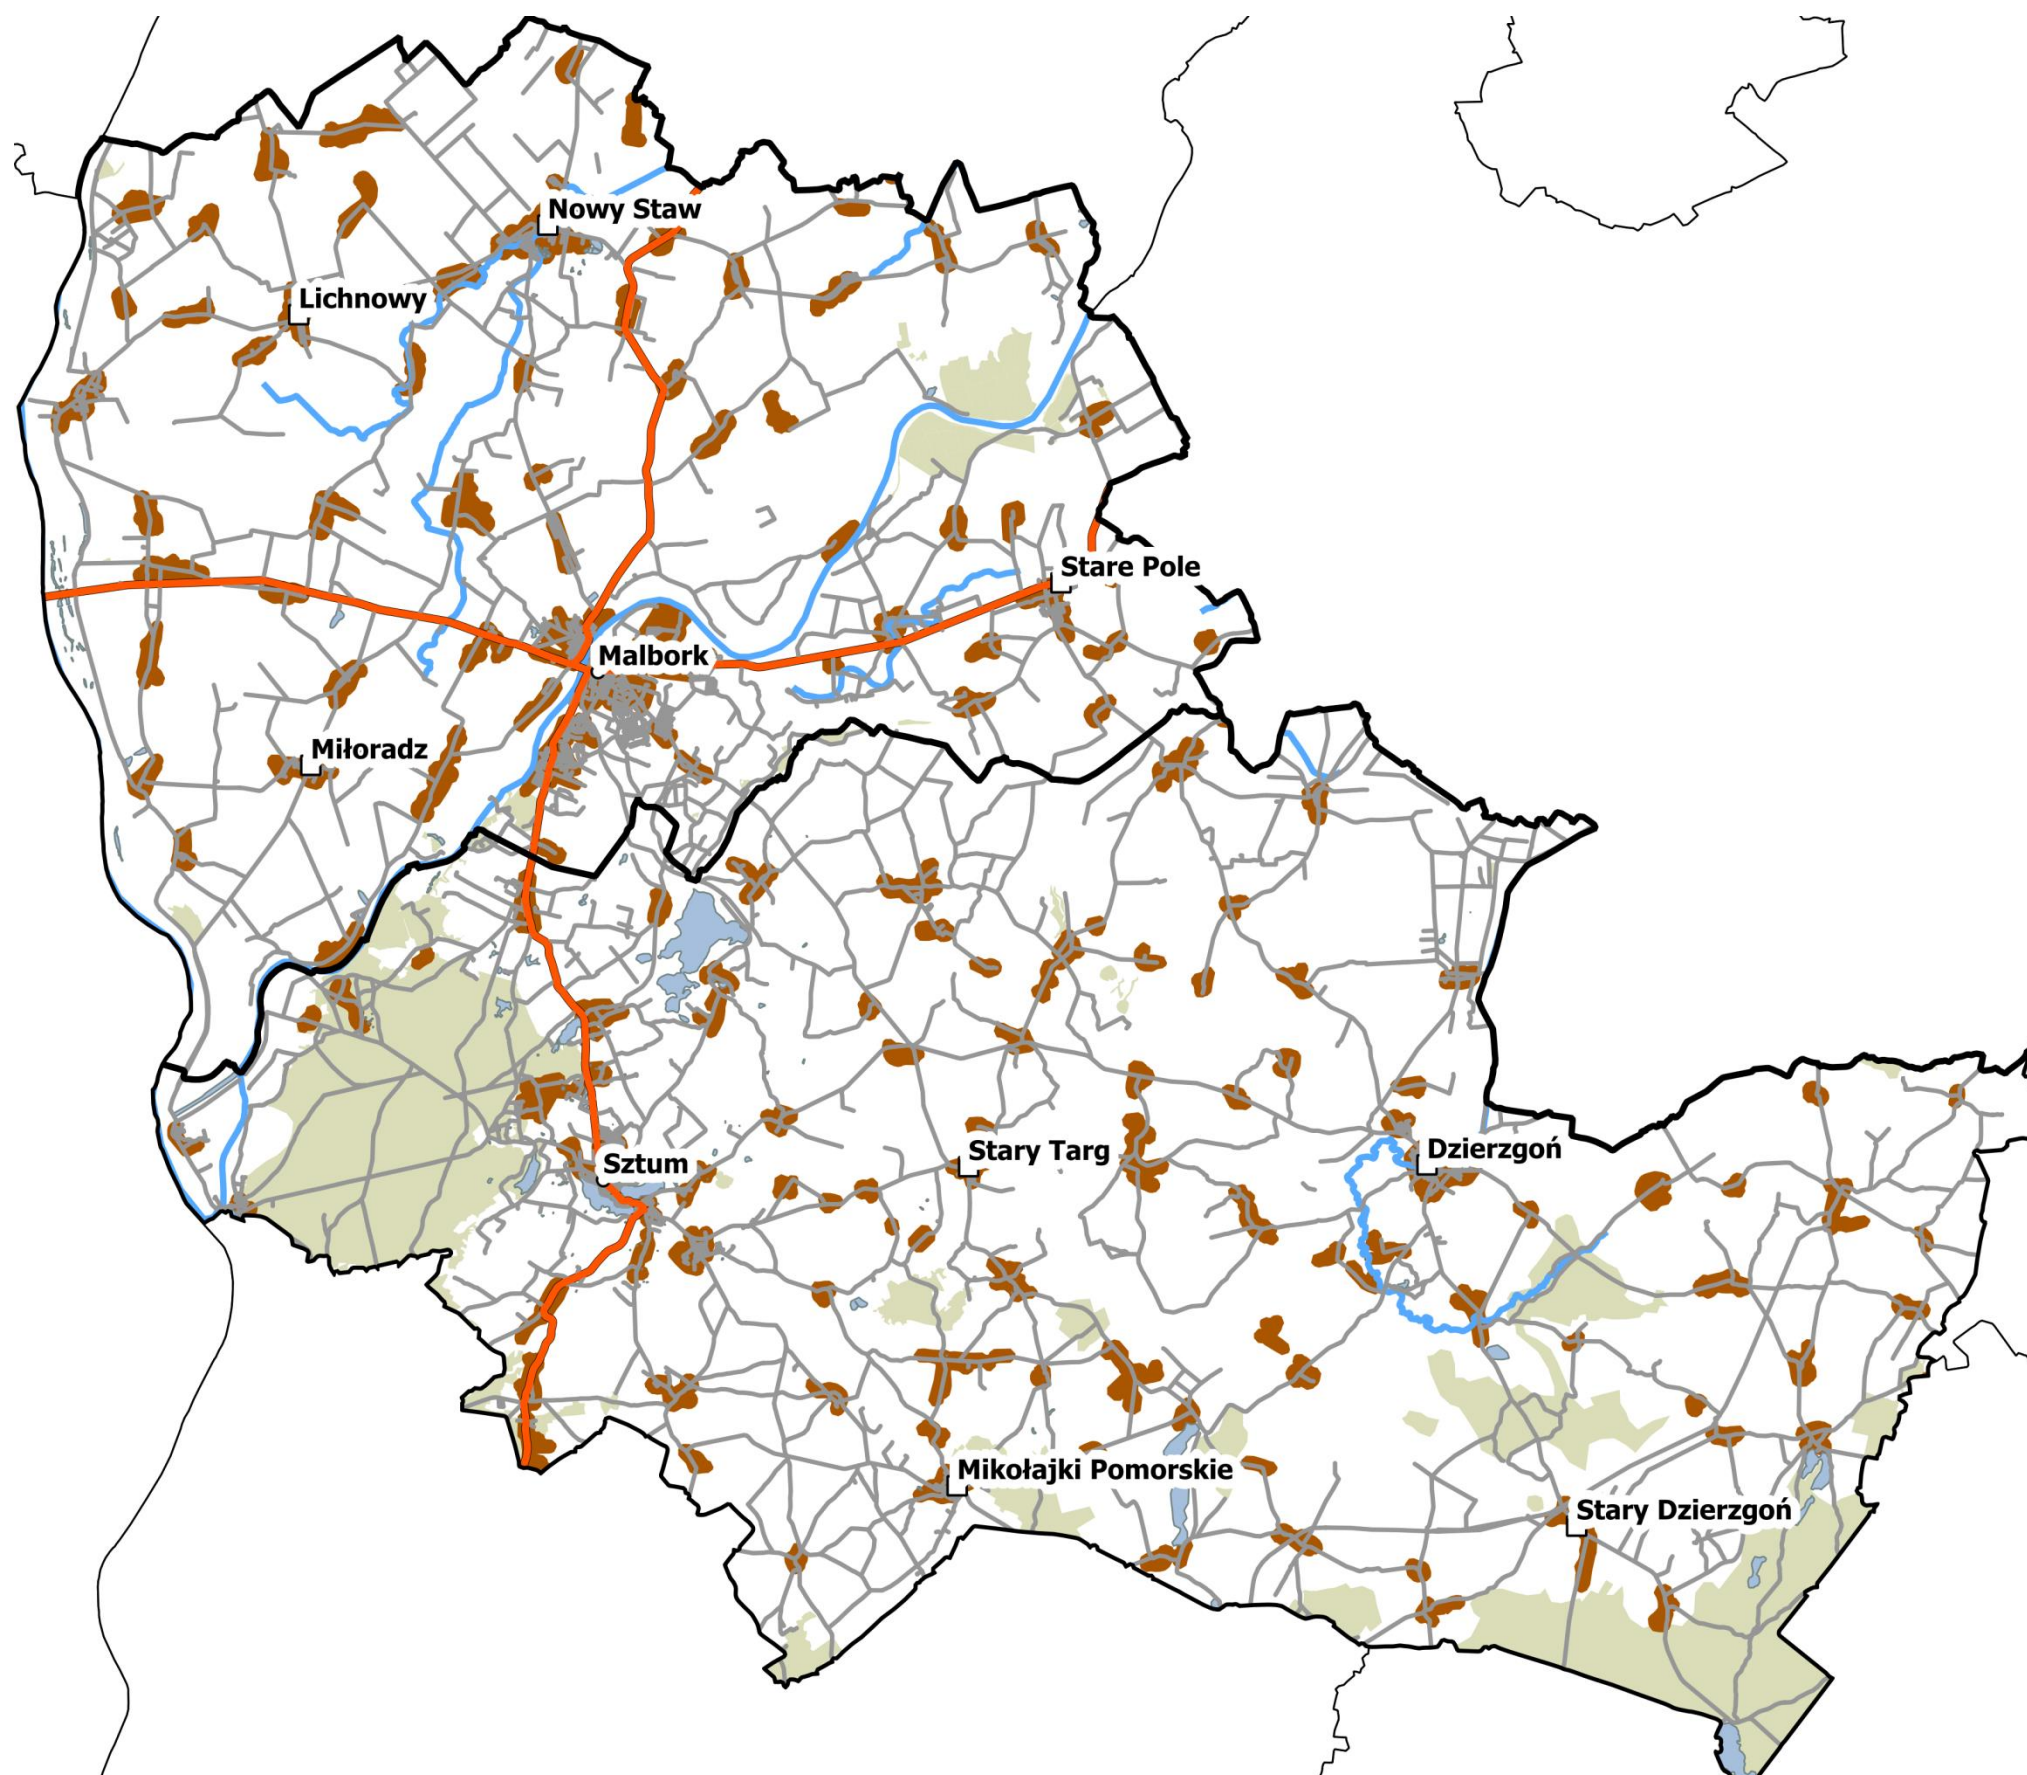 Nowy Staw
Lichnowy
Stare Pole
Malbork
Miłoradz
Stary Targ
Dzierzgoń
Sztum
Mikołajki Pomorskie
Stary Dzierzgoń